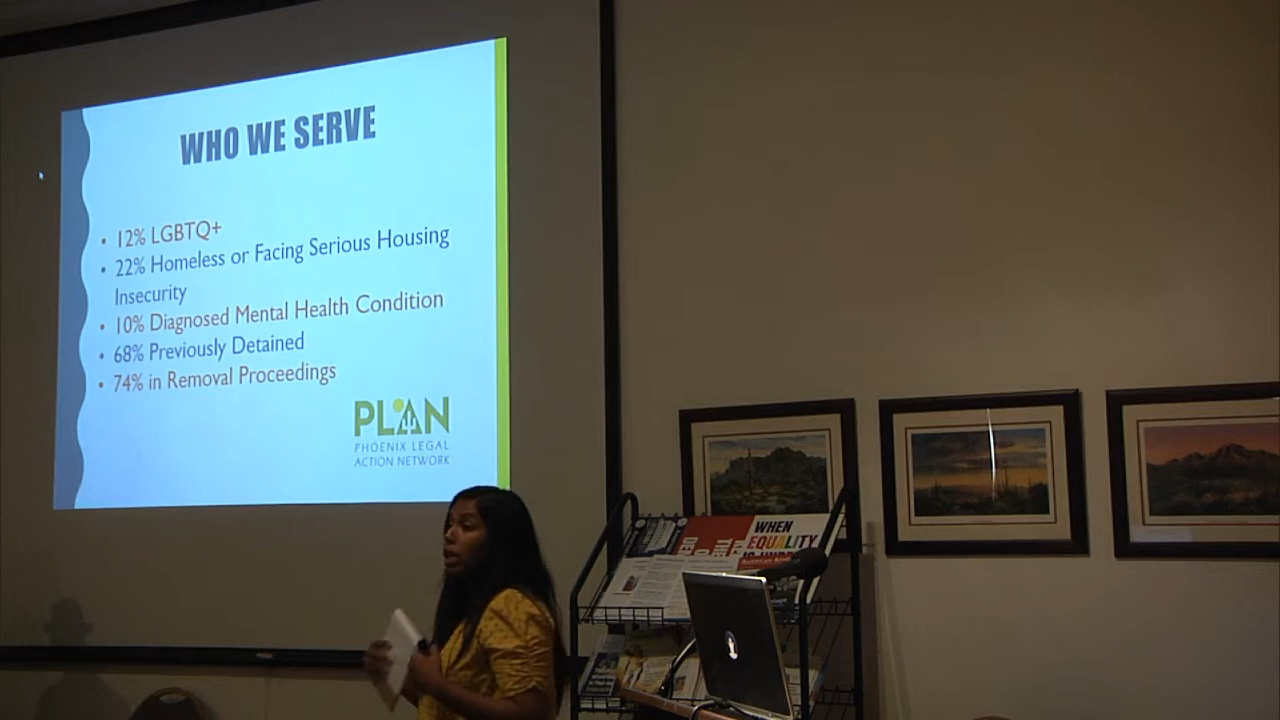 WHO WE SERVE
• 12% LGBTQ+
• 22% Homeless or Facing Serious Housing
Insecurity
• 10% Diagnosed Mental Health Condition
• 68% Previously Detained
• 74% in Removal Proceedings
PLAN
PHOENIX LEGAL
ACTION NETWORK
WHEN
EQUALITY